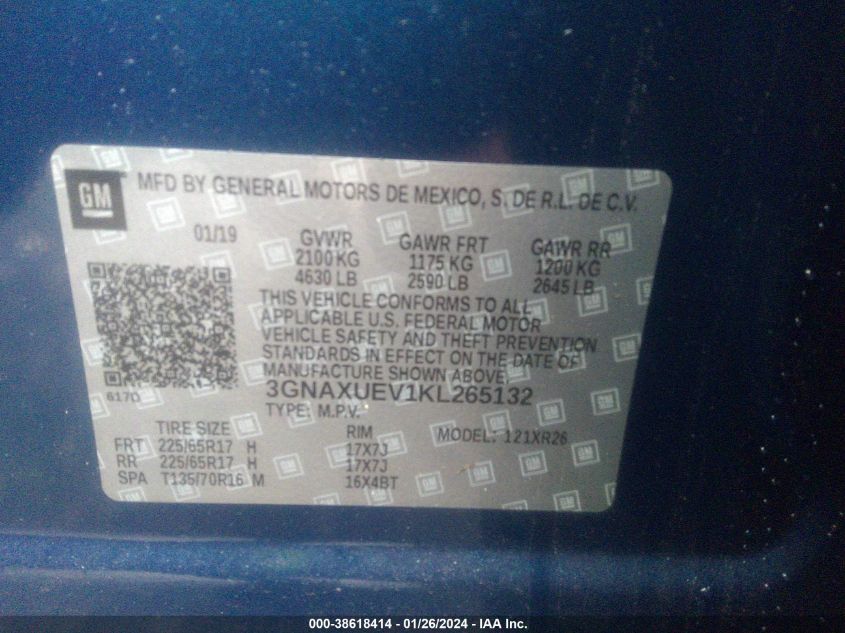 GM
MFD BY GENERAL MOTORS DE MEXICO, S. DE R.L. DE C.V.
01/19 GVWR GAWR FRT GAWR RR
2100 KG 1175 KG 1200 KG
4630 LB 2590 LB 2645 LB
THIS VEHICLE CONFORMS TO ALL
APPLICABLE U.S. FEDERAL MOTOR
VEHICLE SAFETY AND THEFT PREVENTION
STANDARDS IN EFFECT ON THE DATE OF
MANUFACTURE SHOWN ABOVE.
6170
3GNAXUEV1KL265132
TYPE: M.P.V.
TIRE SIZE RIM MODEL: 121XR26
FRT 225/65R17 H 17X7J
RR 225/65R17 H 17X7J
SPA T135/70R16 M 16X4BT
000-38618414 - 01/26/2024 - IAA Inc.